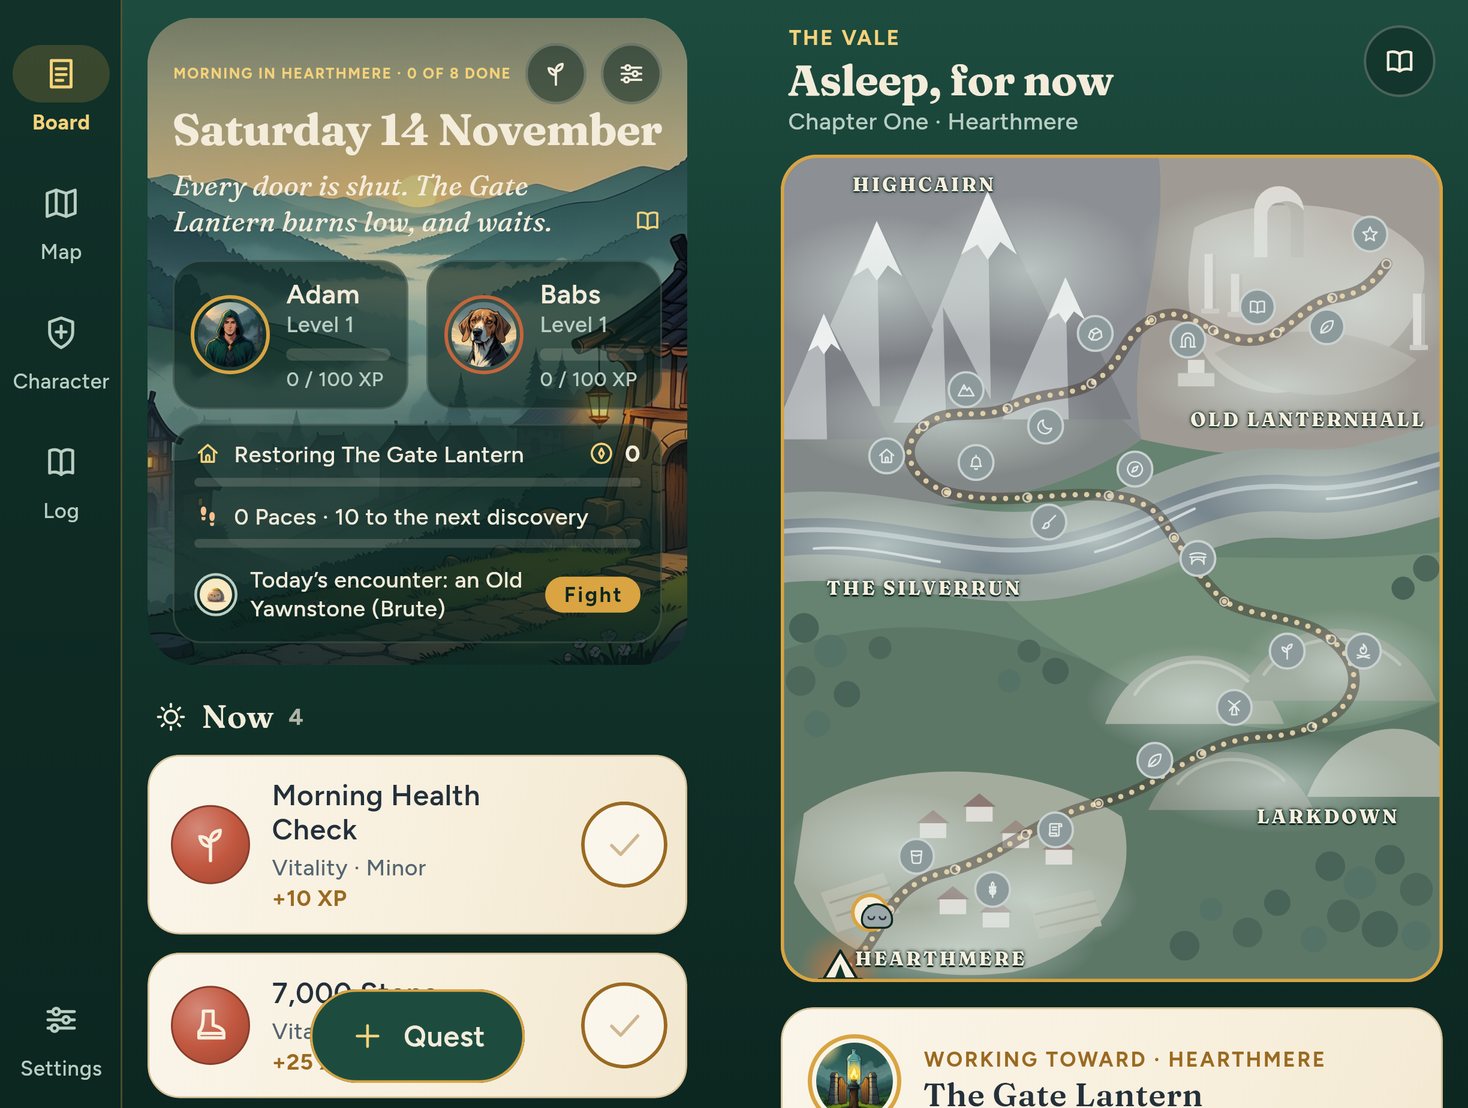 Board
Map
Character
Log
Settings
MORNING IN HEARTHMERE · 0 OF 8 DONE
Saturday 14 November
Every door is shut. The Gate
Lantern burns low, and waits.
Adam
Level 1
0 / 100 XP
Babs
Level 1
0 / 100 XP
Restoring The Gate Lantern
0
0 Paces · 10 to the next discovery
Today’s encounter: an Old
Yawnstone (Brute)
Fight
Now 4
Morning Health
Check
Vitality · Minor
+10 XP
7,000 Steps
+25
Quest
THE VALE
Asleep, for now
Chapter One · Hearthmere
HIGHCAIRN
OLD LANTERNHALL
THE SILVERRUN
LARKDOWN
HEARTHMERE
WORKING TOWARD · HEARTHMERE
The Gate Lantern